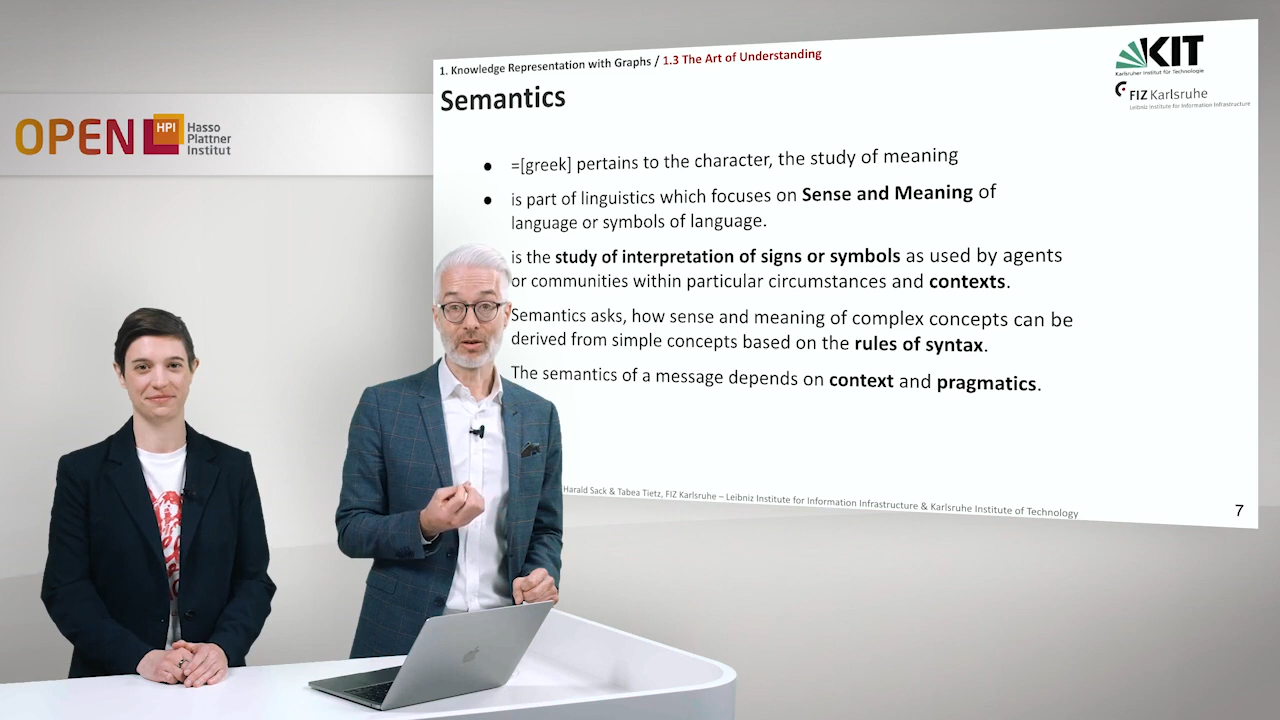 1. Knowledge Representation with Graphs / 1.3 The Art of Understanding
Semantics
KIT
Karlsruher Institut für Technologie
FIZ Karlsruhe
Leibniz Institute for Information Infrastructure
OPEN HPI Hasso
Plattner
Institut
● =[greek] pertains to the character, the study of meaning
● is part of linguistics which focuses on Sense and Meaning of
language or symbols of language.
is the study of interpretation of signs or symbols as used by agents
or communities within particular circumstances and contexts.
Semantics asks, how sense and meaning of complex concepts can be
derived from simple concepts based on the rules of syntax.
The semantics of a message depends on context and pragmatics.
Harald Sack & Tabea Tietz, FIZ Karlsruhe – Leibniz Institute for Information Infrastructure & Karlsruhe Institute of Technology
7